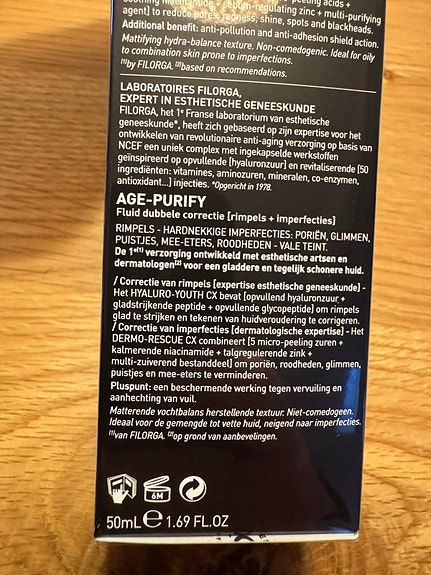 soothing niacinamide + sebum-regulating zinc + multi-purifying
agent] to reduce pores, redness, shine, spots and blackheads.
Additional benefit: anti-pollution and anti-adhesion shield action.
Mattifying hydra-balance texture. Non-comedogenic. Ideal for oily
to combination skin prone to imperfections.
(1)by FILORGA. (2)based on recommendations.
LABORATOIRES FILORGA,
EXPERT IN ESTHETISCHE GENEESKUNDE
FILORGA, het 1e Franse laboratorium van esthetische
geneeskunde*, heeft zich gebaseerd op zijn expertise voor het
ontwikkelen van revolutionaire anti-aging verzorging op basis van
NCEF een uniek complex met ingekapselde werkstoffen
geïnspireerd op opvullende [hyaluronzuur] en revitaliserende [50
ingrediënten: vitamines, aminozuren, mineralen, co-enzymen,
antioxidant...] injecties. *Opgericht in 1978.
AGE-PURIFY
Fluid dubbele correctie [rimpels + imperfecties]
RIMPELS - HARDNEKKIGE IMPERFECTIES: PORIËN, GLIMMEN,
PUISTJES, MEE-ETERS, ROODHEDEN - VALE TEINT.
De 1e(1) verzorging ontwikkeld met esthetische artsen en
dermatologen(2) voor een gladdere en tegelijk schonere huid.
/ Correctie van rimpels [expertise esthetische geneeskunde] -
Het HYALURO-YOUTH CX bevat [opvullend hyaluronzuur +
gladstrijkende peptide + opvullende glycopeptide] om rimpels
glad te strijken en tekenen van huidveroudering te corrigeren.
/ Correctie van imperfecties [dermatologische expertise] - Het
DERMO-RESCUE CX combineert [5 micro-peeling zuren +
kalmerende niacinamide + talgregulerende zink +
multi-zuiverend bestanddeel] om poriën, roodheden, glimmen,
puistjes en mee-eters te verminderen.
Pluspunt: een beschermende werking tegen vervuiling en
aanhechting van vuil.
Matterende vochtbalans herstellende textuur. Niet-comedogeen.
Ideaal voor de gemengde tot vette huid, neigend naar imperfecties.
(1)van FILORGA. (2)op grond van aanbevelingen.
6M
50mL ℮ 1.69 FL.OZ